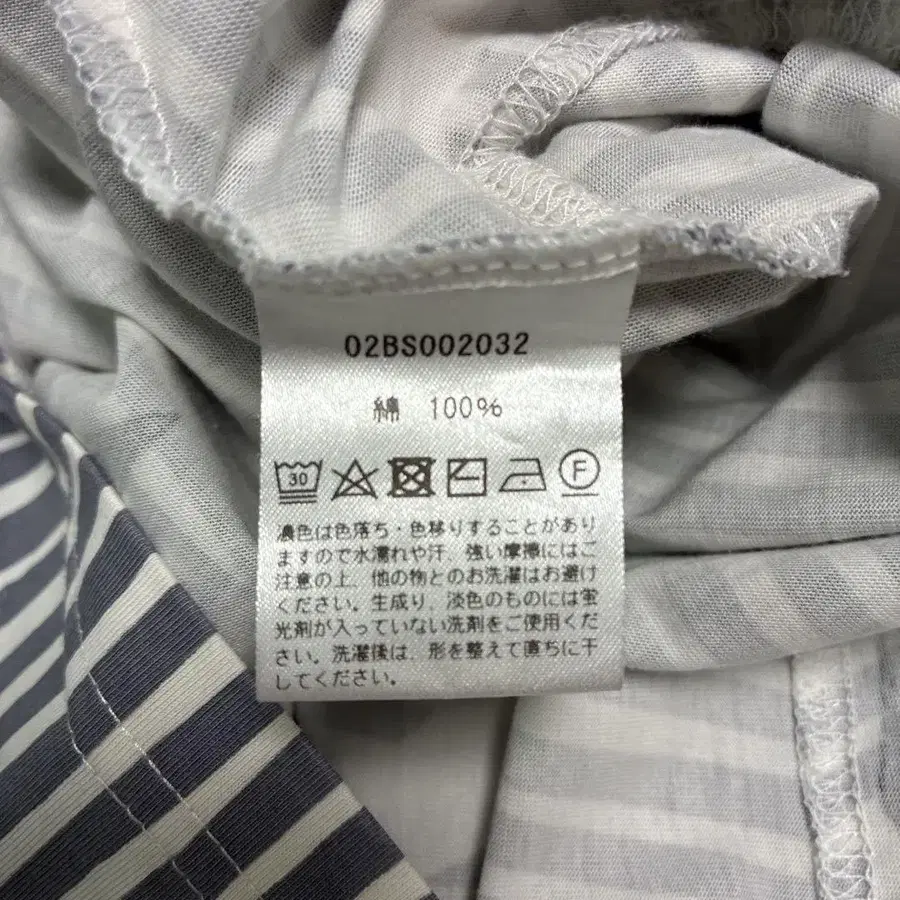 02BS002032
綿 100%
30
F
濃色は色落ち・色移りすることがあり
ますので水濡れや汗、強い摩擦にはご
注意の上、他の物とのお洗濯はお避け
ください。生成り、淡色のものには蛍
光剤が入っていない洗剤をご使用くだ
さい。洗濯後は、形を整えて直ちに干
してください。